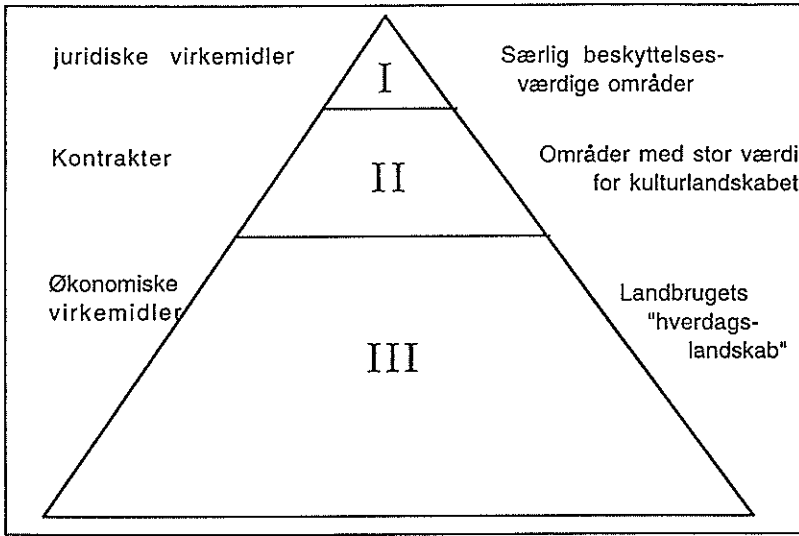 juridiske virkemidler
I
Særlig beskyttelses-
værdige områder
Kontrakter
II
Områder med stor værdi
for kulturlandskabet
Økonomiske
virkemidler
III
Landbrugets
"hverdags-
landskab"